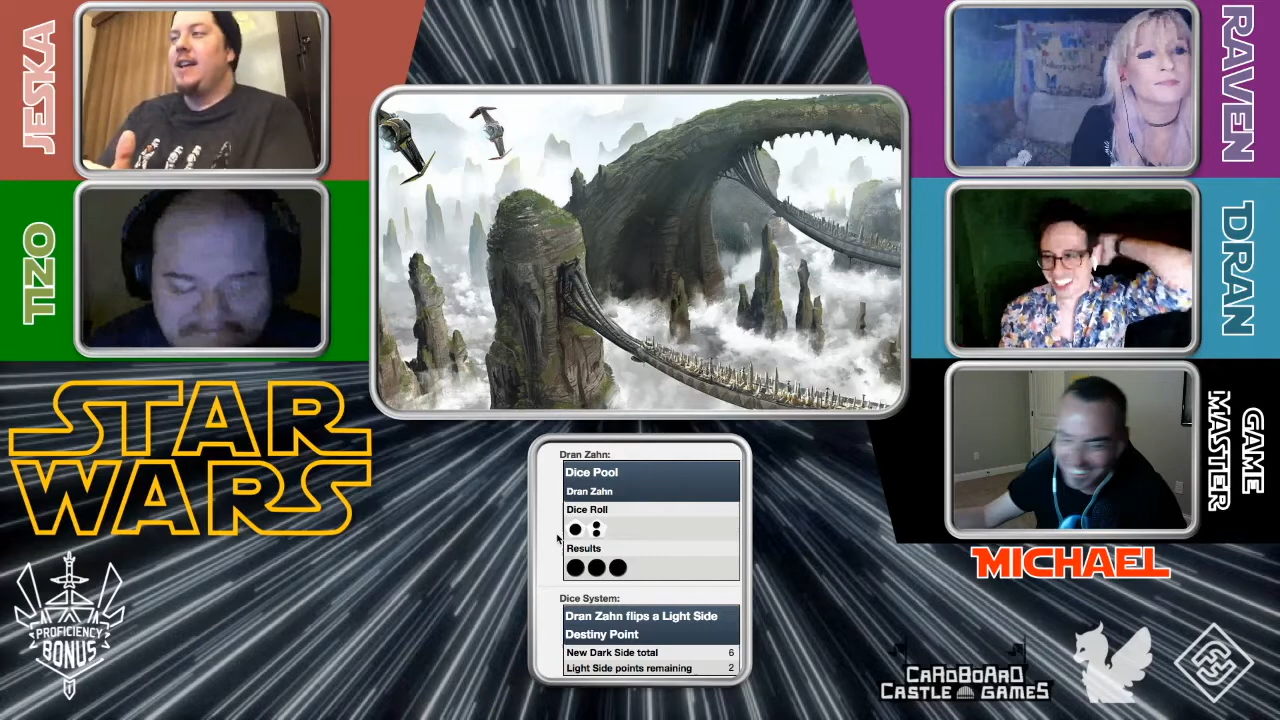 JESKA
RAVEN
TIZO
DRAN
GAME
MASTER
MICHAEL
STAR
WARS
PROFICIENCY
BONUS
Dran Zahn:
Dice Pool
Dran Zahn
Dice Roll
Results
Dice System:
Dran Zahn flips a Light Side
Destiny Point
New Dark Side total 6
Light Side points remaining 2
CARDBOARD
CASTLE GAMES